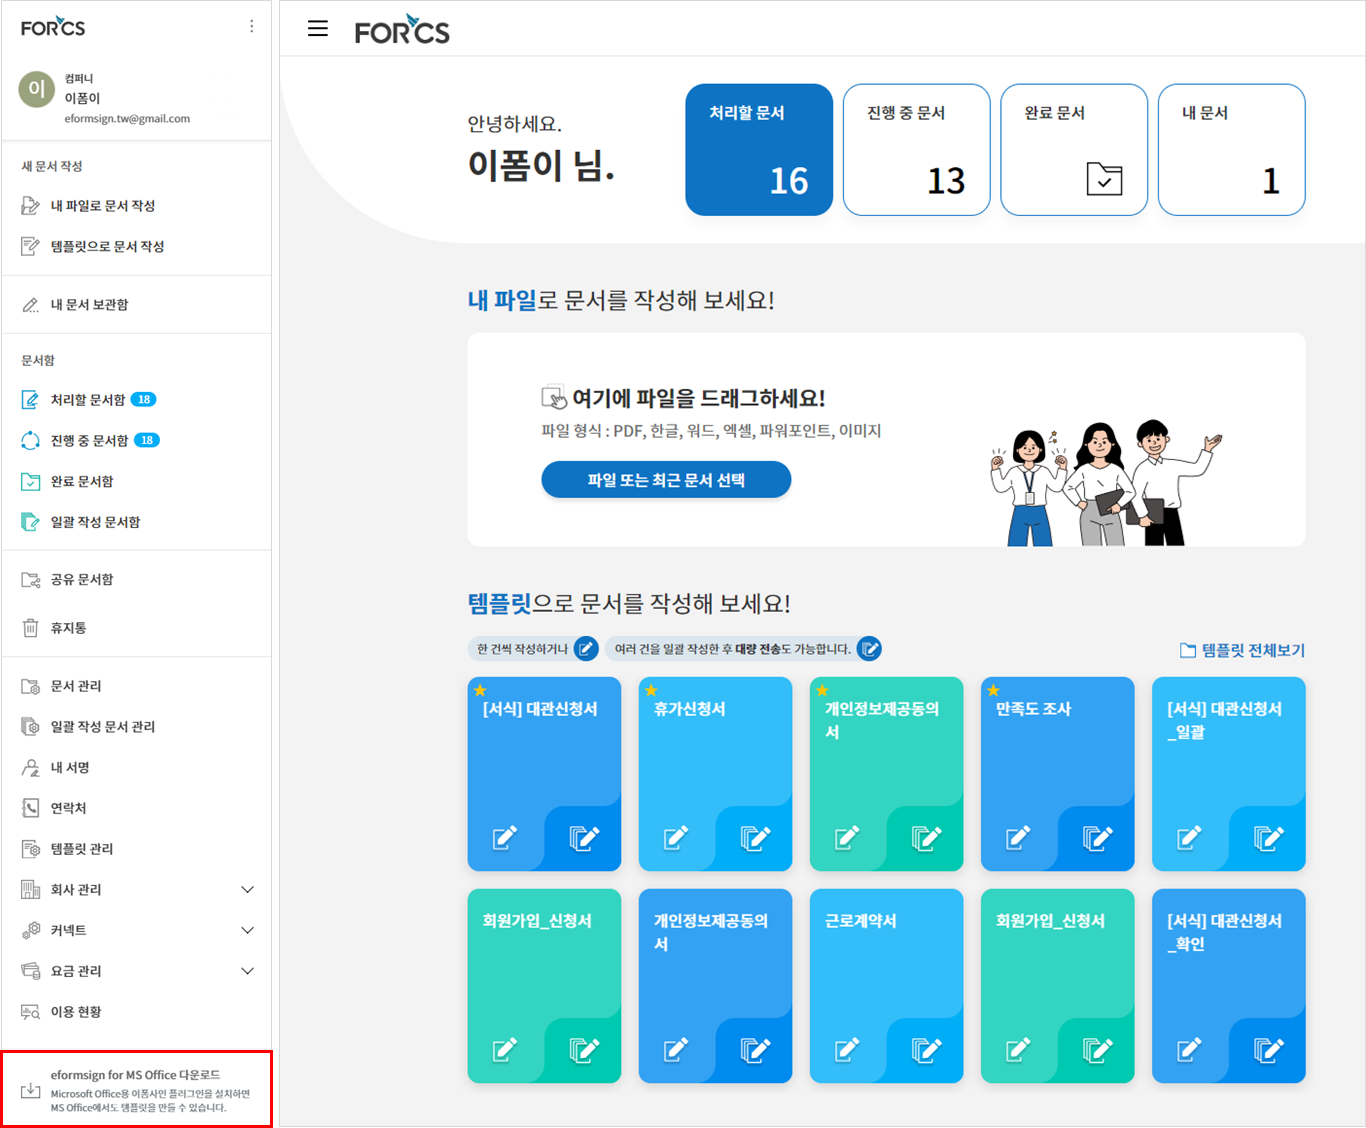 FORCS
이
컴퍼니
이폼이
eformsign.tw@gmail.com
새 문서 작성
내 파일로 문서 작성
템플릿으로 문서 작성
내 문서 보관함
문서함
처리할 문서함 18
진행 중 문서함 18
완료 문서함
일괄 작성 문서함
공유 문서함
휴지통
문서 관리
일괄 작성 문서 관리
내 서명
연락처
템플릿 관리
회사 관리
커넥트
요금 관리
이용 현황
eformsign for MS Office 다운로드
Microsoft Office용 이폼사인 플러그인을 설치하면
MS Office에서도 템플릿을 만들 수 있습니다.
FORCS
안녕하세요.
이폼이 님.
처리할 문서
16
진행 중 문서
13
완료 문서
내 문서
1
내 파일로 문서를 작성해 보세요!
여기에 파일을 드래그하세요!
파일 형식 : PDF, 한글, 워드, 엑셀, 파워포인트, 이미지
파일 또는 최근 문서 선택
템플릿으로 문서를 작성해 보세요!
한 건씩 작성하거나
여러 건을 일괄 작성한 후 대량 전송도 가능합니다.
템플릿 전체보기
[서식] 대관신청서
휴가신청서
개인정보제공동의
서
만족도 조사
[서식] 대관신청서
_일괄
회원가입_신청서
개인정보제공동의
서
근로계약서
회원가입_신청서
[서식] 대관신청서
_확인